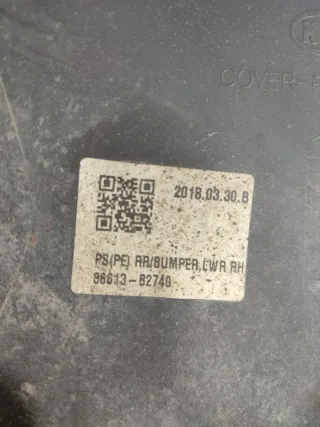 COVER-R
2018.03.30.B
PS(PE) RR/BUMPER,LWR RH
86613-B2740